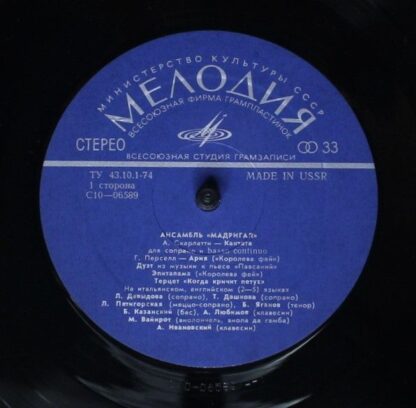 МИНИСТЕРСТВО КУЛЬТУРЫ СССР
МЕЛОДИЯ
ВСЕСОЮЗНАЯ ФИРМА ГРАМПЛАСТИНОК
СТЕРЕО
33
ВСЕСОЮЗНАЯ СТУДИЯ ГРАМЗАПИСИ
ТУ 43.10.1-74
MADE IN USSR
1 сторона
С10—06589
АНСАМБЛЬ «МАДРИГАЛ»
А. Скарлатти — Кантата
для сопрано и basso continuo
Г. Перселл — Ария («Королева фей»)
Дуэт из музыки к пьесе «Павсаний»
Эпиталама («Королева фей»)
Терцет «Когда кричит петух»
На итальянском, английском (2—5) языках
Л. Давыдова (сопрано), Т. Дашкова (сопрано)
Л. Пятигорская (меццо-сопрано), Б. Яганов (тенор)
Б. Казанский (бас), А. Любимов (клавесин)
М. Вайнрот (виолончель, виола да гамба)
А. Ивановский (клавесин)